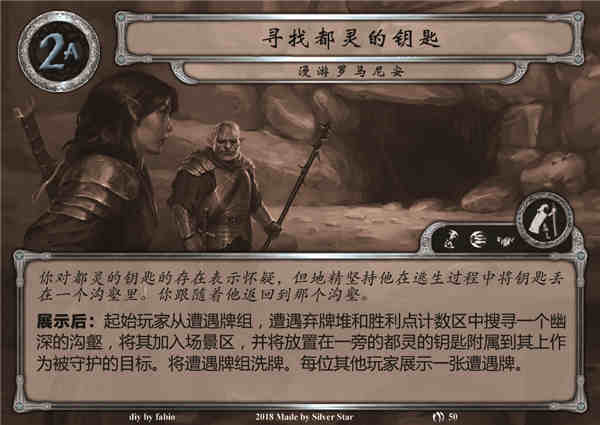 2A
寻找都灵的钥匙
漫游罗马尼安
你对都灵的钥匙的存在表示怀疑，但地精坚持他在逃生过程中将钥匙丢
在一个沟壑里。你跟随着他返回到那个沟壑。
展示后：起始玩家从遭遇牌组，遭遇弃牌堆和胜利点计数区中搜寻一个幽
深的沟壑，将其加入场景区，并将放置在一旁的都灵的钥匙附属到其上作
为被守护的目标。将遭遇牌组洗牌。每位其他玩家展示一张遭遇牌。
diy by fabio 2018 Made by Silver Star 50